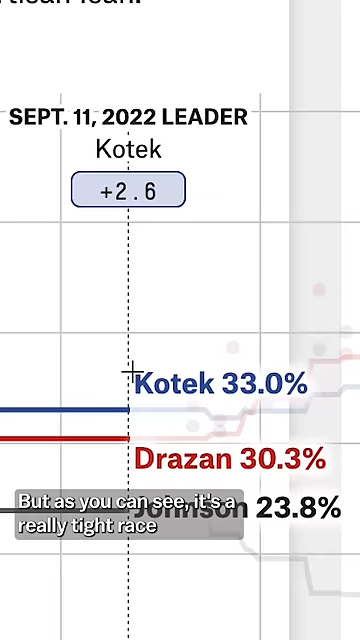 SEPT. 11, 2022 LEADER
Kotek
+2.6
Kotek 33.0%
Drazan 30.3%
Johnson 23.8%
But as you can see, it's a
really tight race